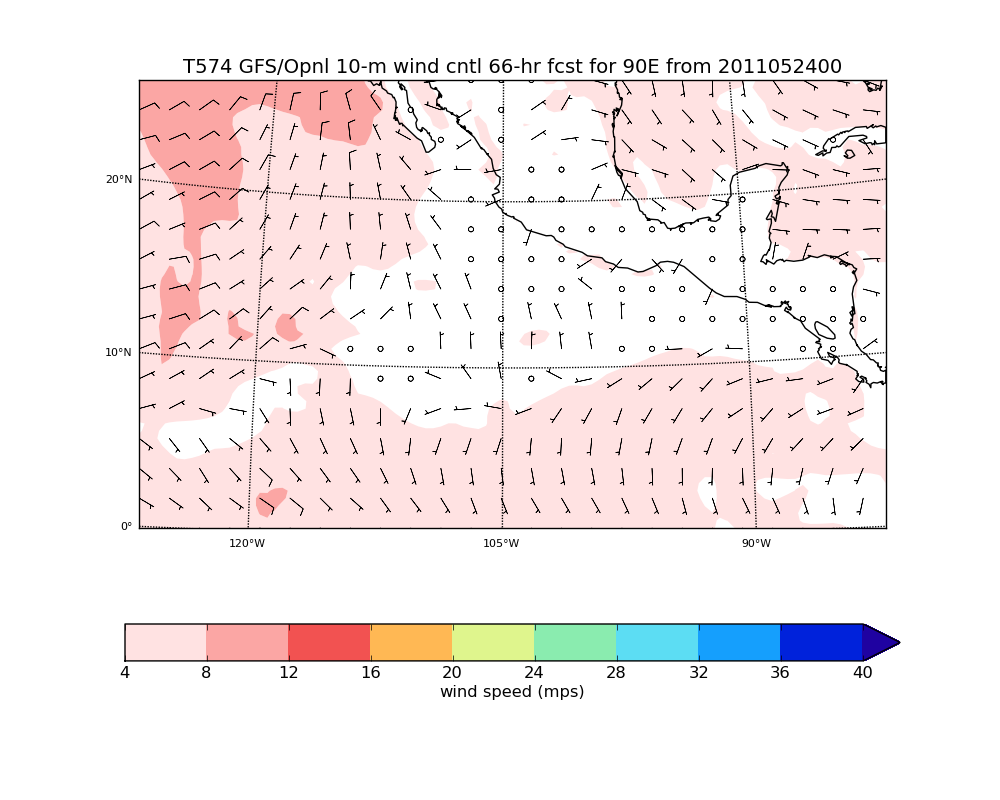 T574 GFS/Opnl 10-m wind cntl 66-hr fcst for 90E from 2011052400
20°N
10°N
0°
120°W 105°W 90°W
4 8 12 16 20 24 28 32 36 40
wind speed (mps)